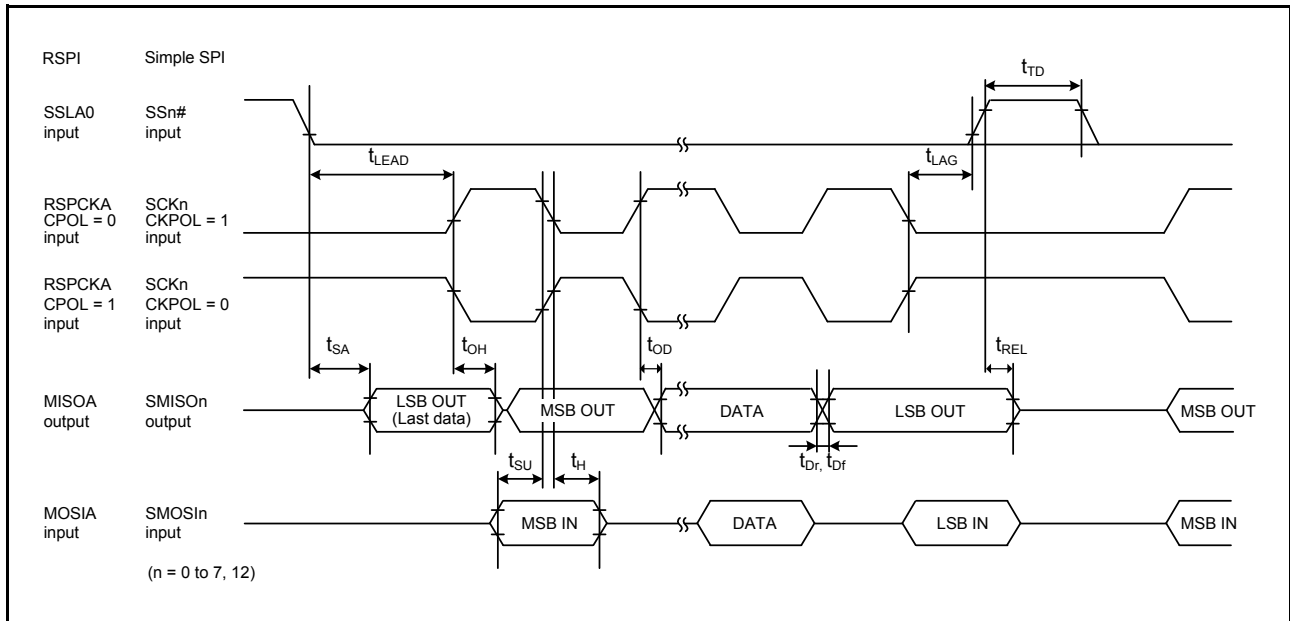 RSPI Simple SPI
tTD
SSLA0 SSn#
input input
tLEAD
tLAG
RSPCKA SCKn
CPOL = 0 CKPOL = 1
input input
RSPCKA SCKn
CPOL = 1 CKPOL = 0
input input
tSA tOH tOD tREL
MISOA SMISOn
output output
LSB OUT
(Last data)
MSB OUT DATA LSB OUT MSB OUT
tSU tH tDr, tDf
MOSIA SMOSIn
input input
MSB IN DATA LSB IN MSB IN
(n = 0 to 7, 12)